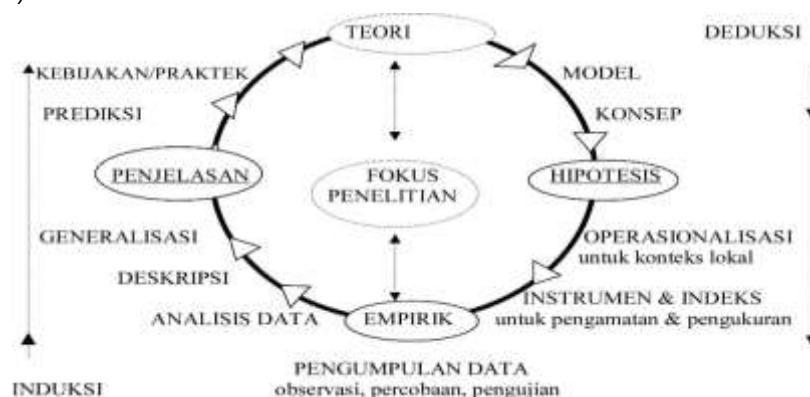 TEORI
DEDUKSI
KEBIJAKAN/PRAKTEK
MODEL
PREDIKSI
KONSEP
PENJELASAN
FOKUS
PENELITIAN
HIPOTESIS
GENERALISASI
OPERASIONALISASI
untuk konteks lokal
DESKRIPSI
INSTRUMEN & INDEKS
untuk pengamatan & pengukuran
ANALISIS DATA
EMPIRIK
PENGUMPULAN DATA
observasi, percobaan, pengujian
INDUKSI